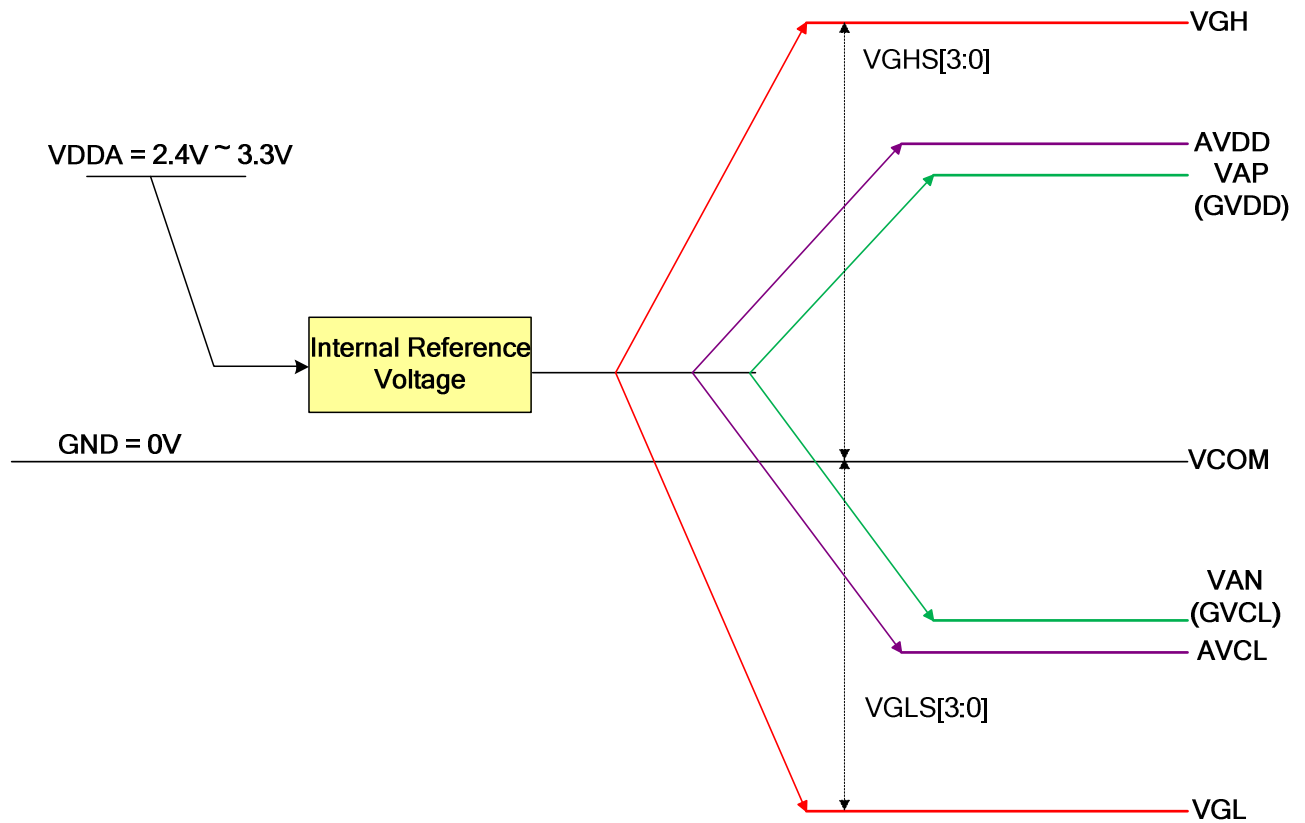 VGH
VGHS[3:0]
AVDD
VDDA = 2.4V ~ 3.3V
VAP
(GVDD)
Internal Reference
Voltage
GND = 0V
VCOM
VAN
(GVCL)
AVCL
VGLS[3:0]
VGL